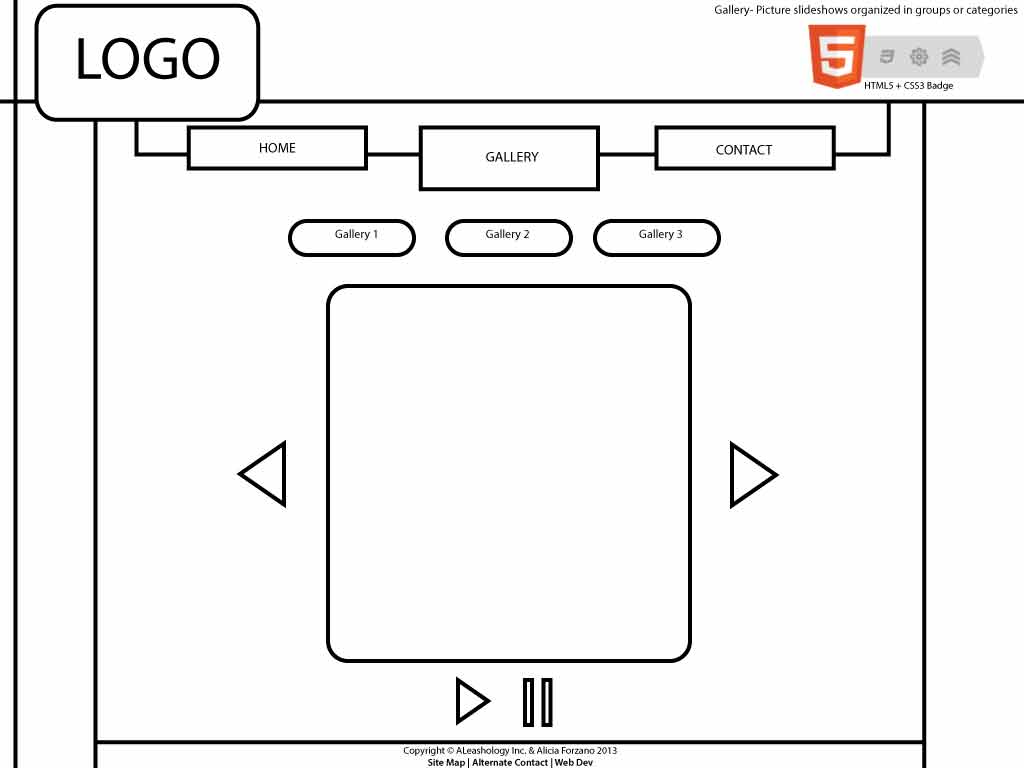 Gallery- Picture slideshows organized in groups or categories
LOGO
5
HTML5 + CSS3 Badge
HOME
GALLERY
CONTACT
Gallery 1
Gallery 2
Gallery 3
Copyright © ALeashology Inc. & Alicia Forzano 2013
Site Map | Alternate Contact | Web Dev